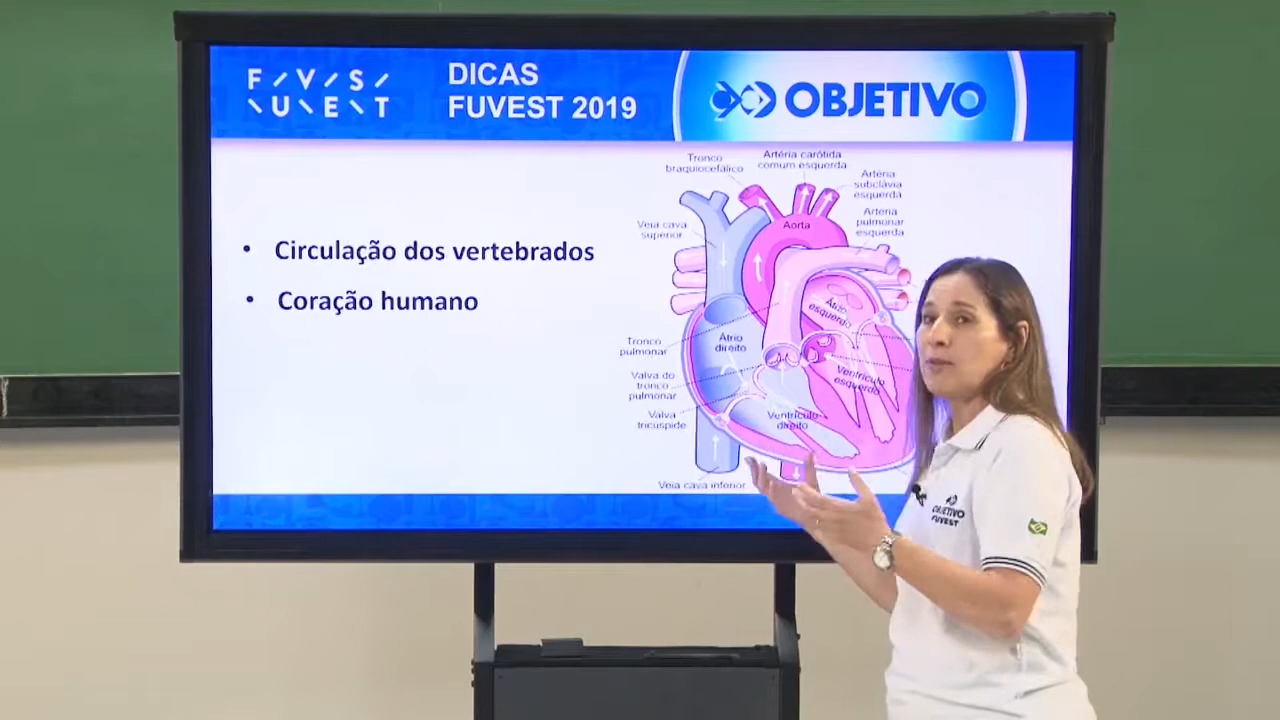 FVS
UET
DICAS
FUVEST 2019
OBJETIVO
Tronco
braquiocefálico
Artéria carótida
comum esquerda
Artéria
subclávia
esquerda
Artéria
pulmonar
esquerda
Veia cava
superior
Aorta
• Circulação dos vertebrados
• Coração humano
Átrio
esquerdo
Átrio
direito
Tronco
pulmonar
Valva do
tronco
pulmonar
Valva
tricúspide
Ventrículo
esquerdo
Ventrículo
direito
Veia cava inferior
OBJETIVO
FUVEST